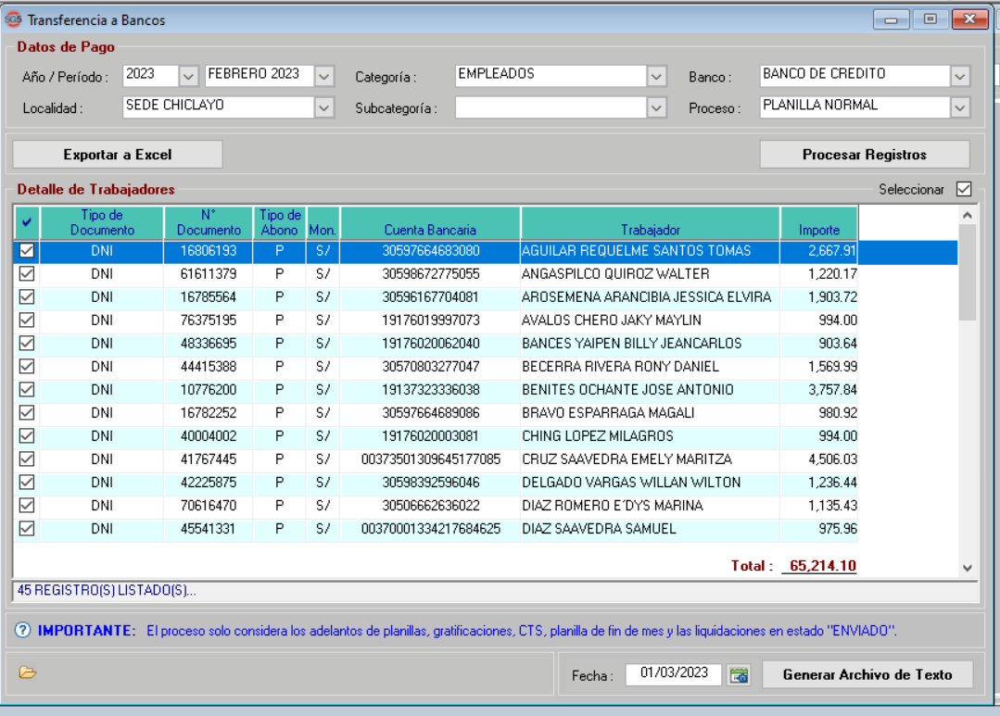 SG5 Transferencia a Bancos
Datos de Pago
Año / Período : 2023 FEBRERO 2023 Categoría : EMPLEADOS Banco : BANCO DE CREDITO
Localidad : SEDE CHICLAYO Subcategoría : Proceso : PLANILLA NORMAL
Exportar a Excel Procesar Registros
Detalle de Trabajadores Seleccionar
Tipo de Documento N° Documento Tipo de Abono Mon. Cuenta Bancaria Trabajador Importe
DNI 16806193 P S/ 30597664683080 AGUILAR REQUELME SANTOS TOMAS 2,667.91
DNI 61611379 P S/ 30598672775055 ANGASPILCO QUIROZ WALTER 1,220.17
DNI 16785564 P S/ 30596167704081 AROSEMENA ARANCIBIA JESSICA ELVIRA 1,903.72
DNI 76375195 P S/ 19176019997073 AVALOS CHERO JAKY MAYLIN 994.00
DNI 48336695 P S/ 19176020062040 BANCES YAIPEN BILLY JEANCARLOS 903.64
DNI 44415388 P S/ 30570803277047 BECERRA RIVERA RONY DANIEL 1,569.99
DNI 10776200 P S/ 19137323336038 BENITES OCHANTE JOSE ANTONIO 3,757.84
DNI 16782252 P S/ 30597664689086 BRAVO ESPARRAGA MAGALI 980.92
DNI 40004002 P S/ 19176020003081 CHING LOPEZ MILAGROS 994.00
DNI 41767445 P S/ 00373501309645177085 CRUZ SAAVEDRA EMELY MARITZA 4,506.03
DNI 42225875 P S/ 30598392596046 DELGADO VARGAS WILLAN WILTON 1,236.44
DNI 70616470 P S/ 30506662636022 DIAZ ROMERO E´DYS MARINA 1,135.43
DNI 45541331 P S/ 00370001334217684625 DIAZ SAAVEDRA SAMUEL 975.96
Total : 65,214.10
45 REGISTRO(S) LISTADO(S)...
IMPORTANTE: El proceso solo considera los adelantos de planillas, gratificaciones, CTS, planilla de fin de mes y las liquidaciones en estado "ENVIADO".
Fecha : 01/03/2023 Generar Archivo de Texto